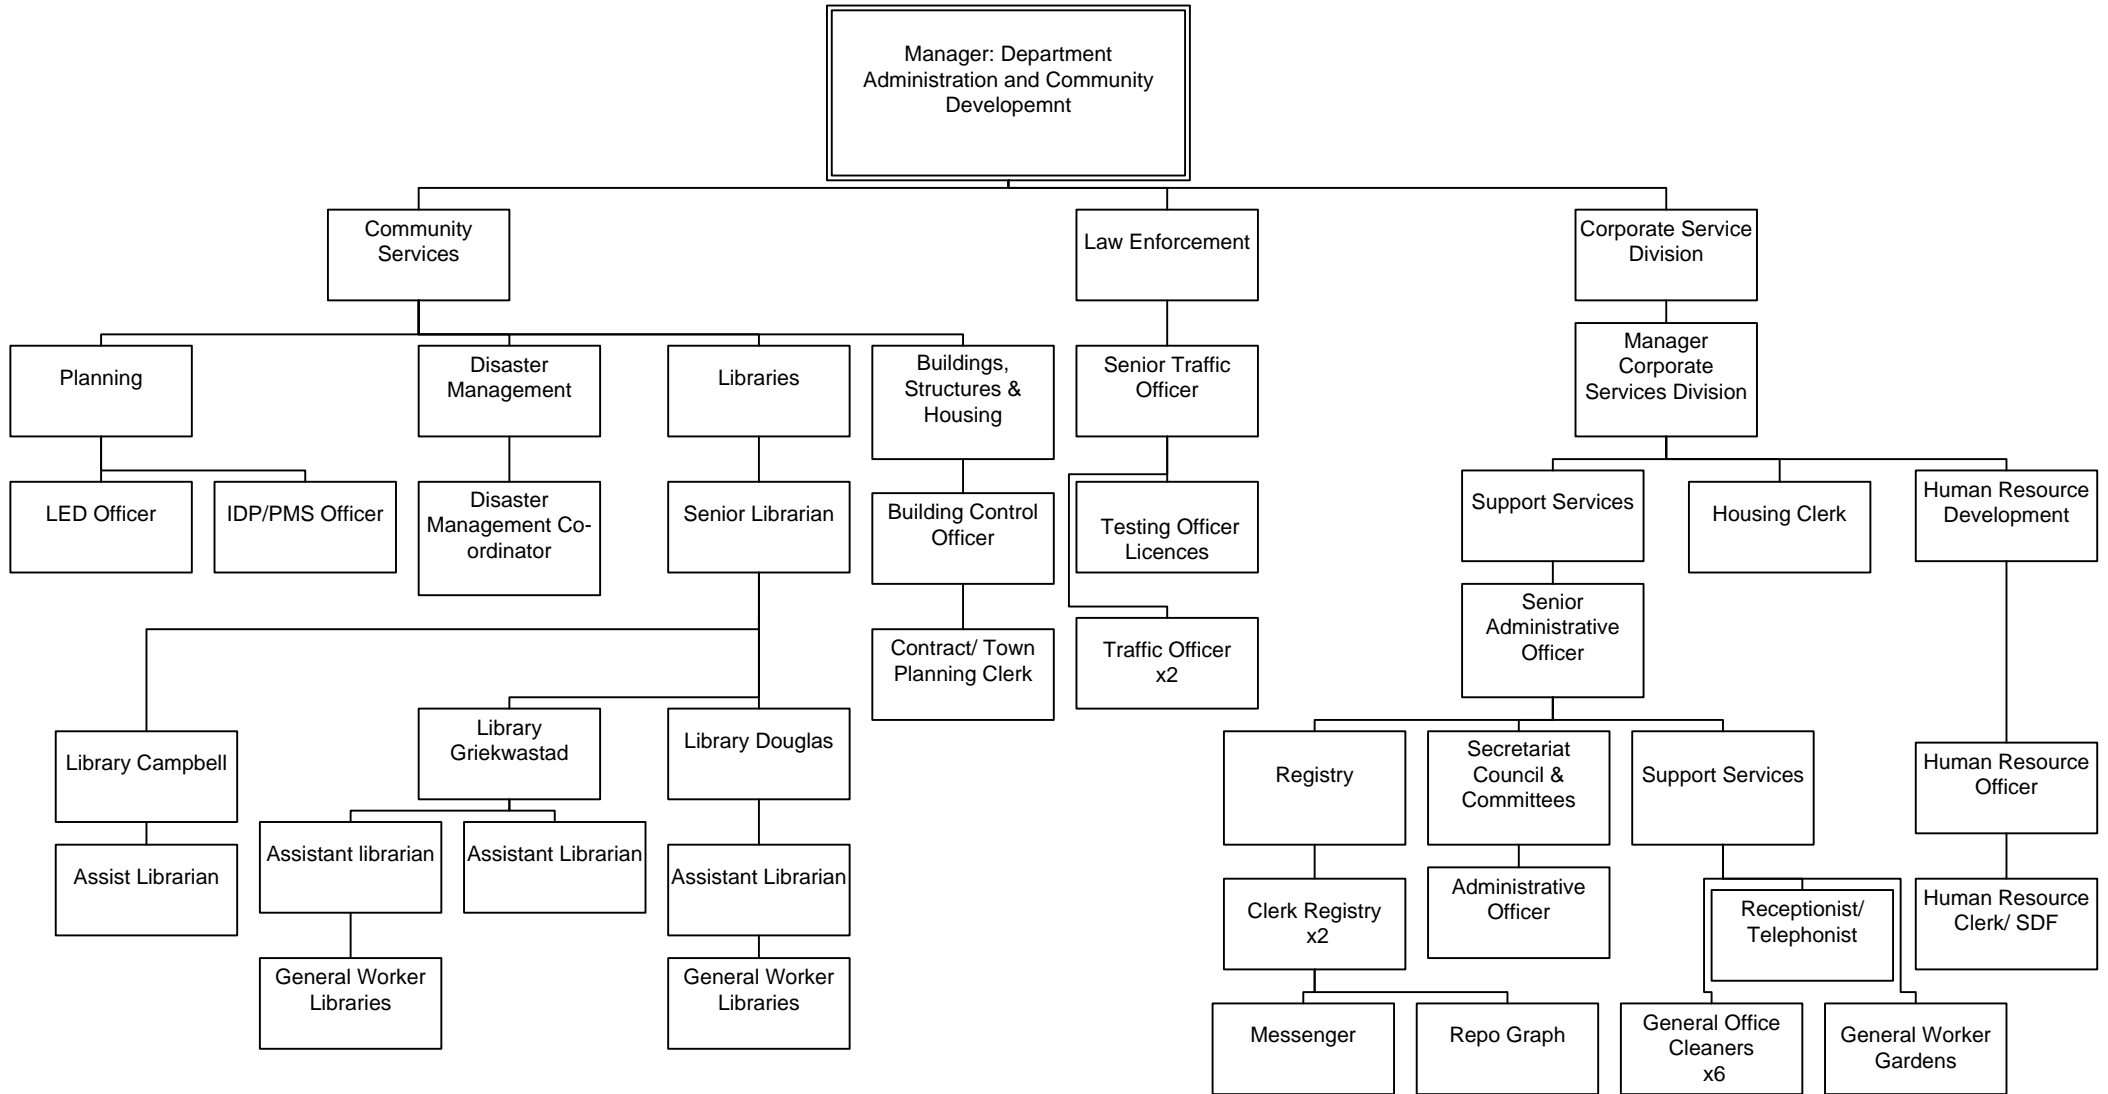 Manager: Department
Administration and Community
Developemnt
Community
Services
Law Enforcement
Corporate Service
Division
Planning
Disaster
Management
Libraries
Buildings,
Structures &
Housing
Senior Traffic
Officer
Manager
Corporate
Services Division
LED Officer
IDP/PMS Officer
Disaster
Management Co-
ordinator
Senior Librarian
Building Control
Officer
Testing Officer
Licences
Support Services
Housing Clerk
Human Resource
Development
Senior
Administrative
Officer
Contract/ Town
Planning Clerk
Traffic Officer
x2
Library Campbell
Library
Griekwastad
Library Douglas
Registry
Secretariat
Council &
Committees
Support Services
Human Resource
Officer
Assist Librarian
Assistant librarian
Assistant Librarian
Assistant Librarian
Clerk Registry
x2
Administrative
Officer
Receptionist/
Telephonist
Human Resource
Clerk/ SDF
General Worker
Libraries
General Worker
Libraries
Messenger
Repo Graph
General Office
Cleaners
x6
General Worker
Gardens